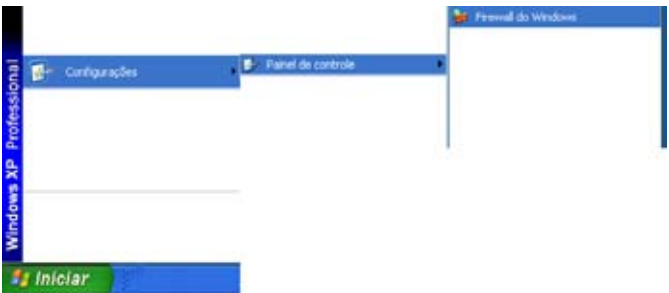 Firewall do Windows
Painel de controle
Configurações
Windows XP Professional
Iniciar